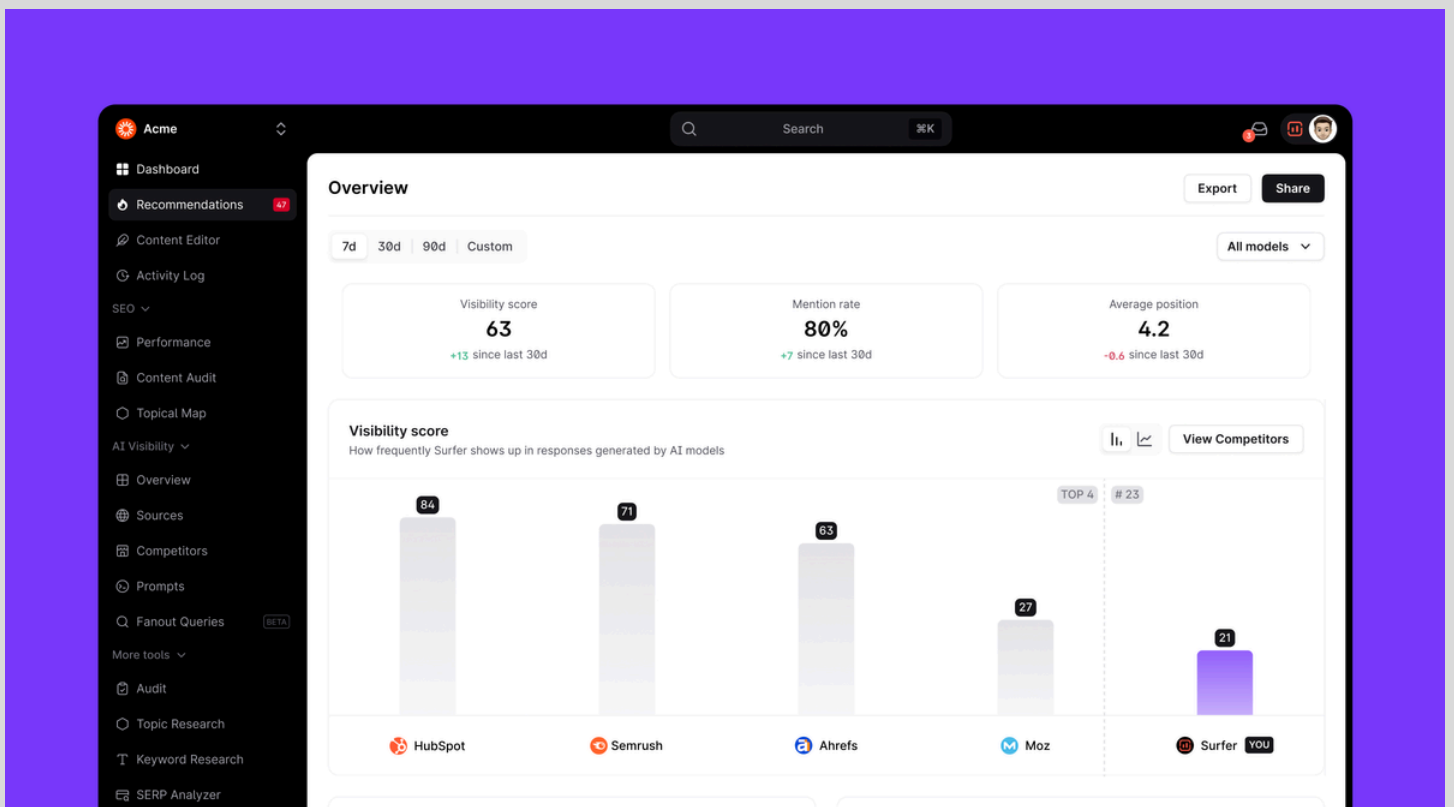 Acme
Search
⌘K
3
Dashboard
Recommendations 47
Content Editor
Activity Log
SEO
Performance
Content Audit
Topical Map
AI Visibility
Overview
Sources
Competitors
Prompts
Fanout Queries BETA
More tools
Audit
Topic Research
Keyword Research
SERP Analyzer
Overview
Export
Share
7d 30d 90d Custom
All models
Visibility score
63
+13 since last 30d
Mention rate
80%
+7 since last 30d
Average position
4.2
-0.6 since last 30d
Visibility score
How frequently Surfer shows up in responses generated by AI models
View Competitors
TOP 4 # 23
84
71
63
27
21
HubSpot
Semrush
Ahrefs
Moz
Surfer YOU